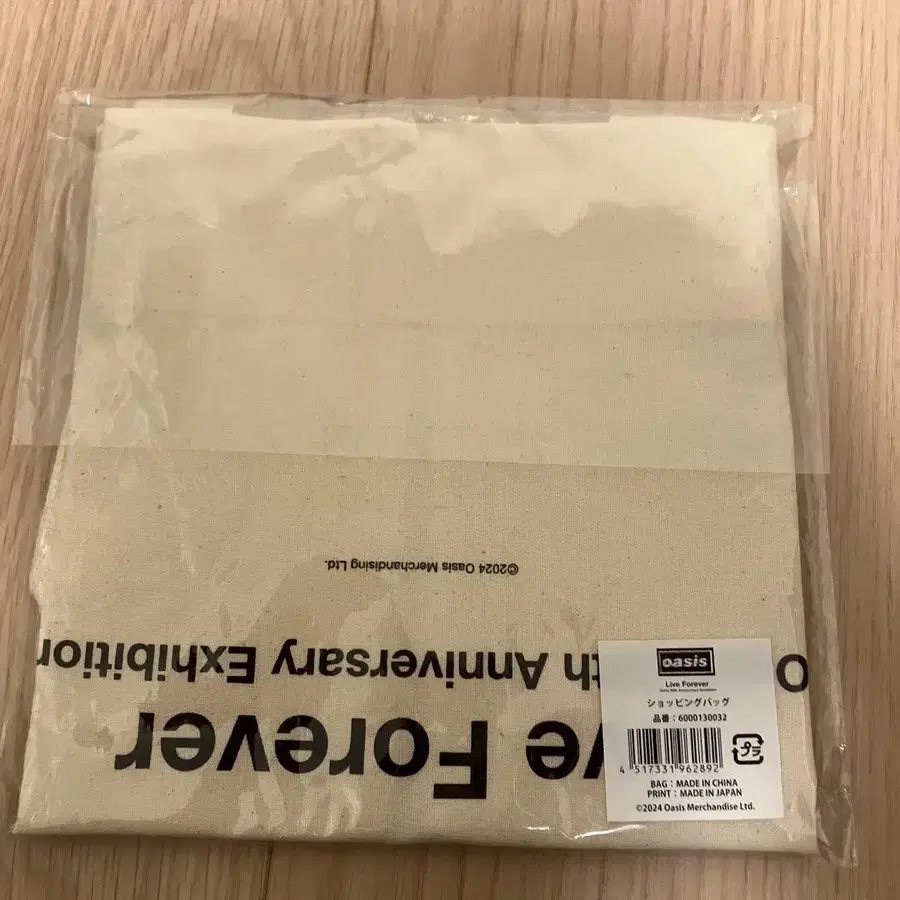 ©2024 Oasis Merchandising Ltd.
O th Anniversary Exhibition
ve Forever
oasis
Live Forever
ショッピングバッグ
品番：6000130032
4 517331 962892
プラ
BAG：MADE IN CHINA
PRINT：MADE IN JAPAN
©2024 Oasis Merchandise Ltd.